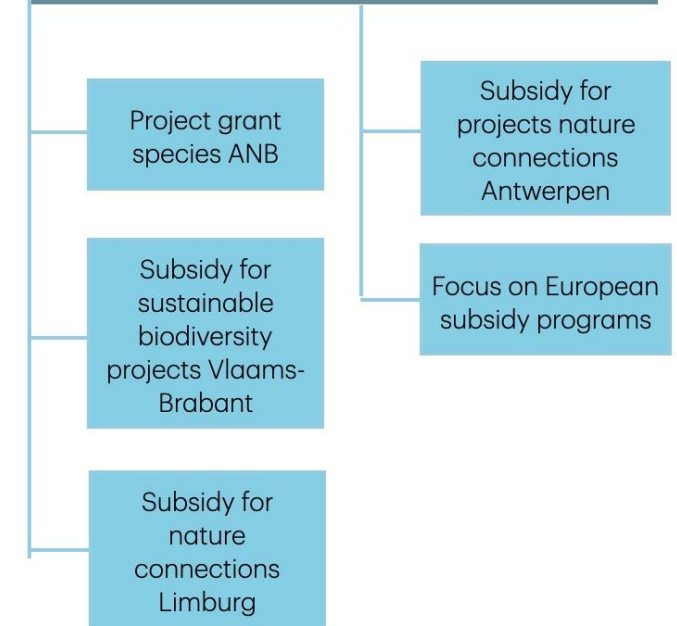 Project grant
species ANB
Subsidy for
sustainable
biodiversity
projects Vlaams-
Brabant
Subsidy for
nature
connections
Limburg
Subsidy for
projects nature
connections
Antwerpen
Focus on European
subsidy programs